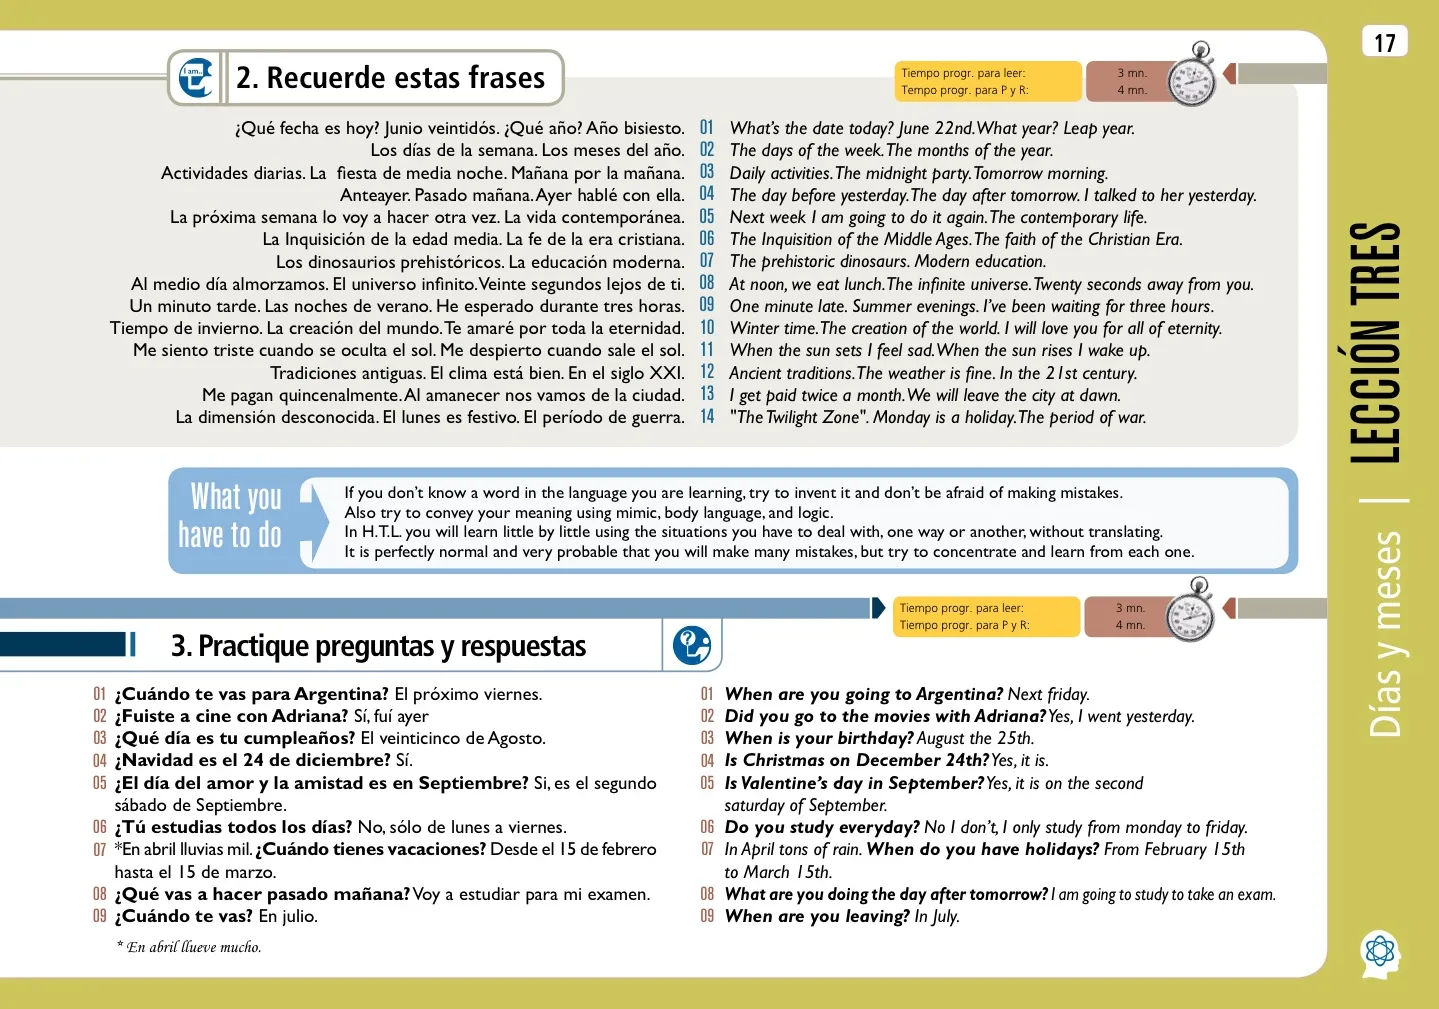 17
I am...
2. Recuerde estas frases
Tiempo progr. para leer: 3 mn.
Tempo progr. para P y R: 4 mn.
¿Qué fecha es hoy? Junio veintidós. ¿Qué año? Año bisiesto. 01 What's the date today? June 22nd. What year? Leap year.
Los días de la semana. Los meses del año. 02 The days of the week. The months of the year.
Actividades diarias. La fiesta de media noche. Mañana por la mañana. 03 Daily activities. The midnight party. Tomorrow morning.
Anteayer. Pasado mañana. Ayer hablé con ella. 04 The day before yesterday. The day after tomorrow. I talked to her yesterday.
La próxima semana lo voy a hacer otra vez. La vida contemporánea. 05 Next week I am going to do it again. The contemporary life.
La Inquisición de la edad media. La fe de la era cristiana. 06 The Inquisition of the Middle Ages. The faith of the Christian Era.
Los dinosaurios prehistóricos. La educación moderna. 07 The prehistoric dinosaurs. Modern education.
Al medio día almorzamos. El universo infinito. Veinte segundos lejos de ti. 08 At noon, we eat lunch. The infinite universe. Twenty seconds away from you.
Un minuto tarde. Las noches de verano. He esperado durante tres horas. 09 One minute late. Summer evenings. I've been waiting for three hours.
Tiempo de invierno. La creación del mundo. Te amaré por toda la eternidad. 10 Winter time. The creation of the world. I will love you for all of eternity.
Me siento triste cuando se oculta el sol. Me despierto cuando sale el sol. 11 When the sun sets I feel sad. When the sun rises I wake up.
Tradiciones antiguas. El clima está bien. En el siglo XXI. 12 Ancient traditions. The weather is fine. In the 21st century.
Me pagan quincenalmente. Al amanecer nos vamos de la ciudad. 13 I get paid twice a month. We will leave the city at dawn.
La dimensión desconocida. El lunes es festivo. El período de guerra. 14 "The Twilight Zone". Monday is a holiday. The period of war.
What you
have to do
If you don't know a word in the language you are learning, try to invent it and don't be afraid of making mistakes.
Also try to convey your meaning using mimic, body language, and logic.
In H.T.L. you will learn little by little using the situations you have to deal with, one way or another, without translating.
It is perfectly normal and very probable that you will make many mistakes, but try to concentrate and learn from each one.
3. Practique preguntas y respuestas
Tiempo progr. para leer: 3 mn.
Tiempo progr. para P y R: 4 mn.
01 ¿Cuándo te vas para Argentina? El próximo viernes.
02 ¿Fuiste a cine con Adriana? Sí, fuí ayer
03 ¿Qué día es tu cumpleaños? El veinticinco de Agosto.
04 ¿Navidad es el 24 de diciembre? Sí.
05 ¿El día del amor y la amistad es en Septiembre? Si, es el segundo
sábado de Septiembre.
06 ¿Tú estudias todos los días? No, sólo de lunes a viernes.
07 *En abril lluvias mil. ¿Cuándo tienes vacaciones? Desde el 15 de febrero
hasta el 15 de marzo.
08 ¿Qué vas a hacer pasado mañana? Voy a estudiar para mi examen.
09 ¿Cuándo te vas? En julio.
* En abril llueve mucho.
01 When are you going to Argentina? Next friday.
02 Did you go to the movies with Adriana? Yes, I went yesterday.
03 When is your birthday? August the 25th.
04 Is Christmas on December 24th? Yes, it is.
05 Is Valentine's day in September? Yes, it is on the second
saturday of September.
06 Do you study everyday? No I don't, I only study from monday to friday.
07 In April tons of rain. When do you have holidays? From February 15th
to March 15th.
08 What are you doing the day after tomorrow? I am going to study to take an exam.
09 When are you leaving? In July.
Días y meses | LECCIÓN TRES